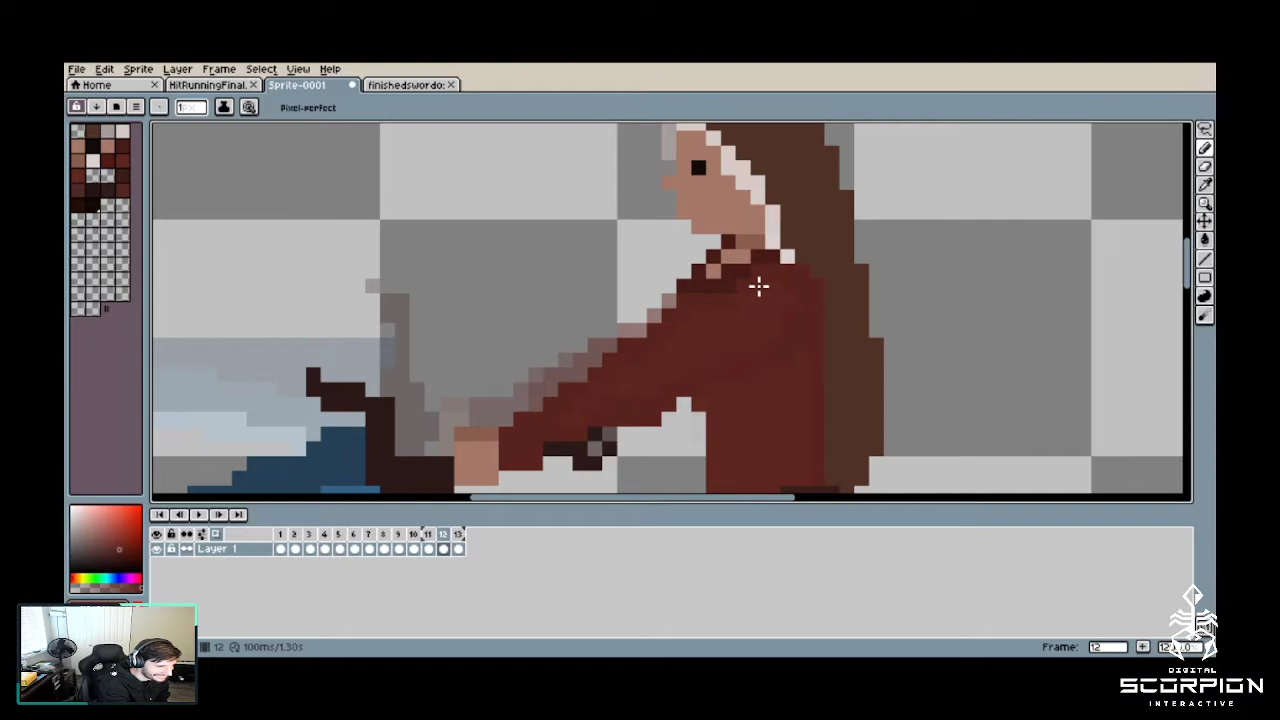 File Edit Sprite Layer Frame Select View Help
Home HitRunningFinal. Sprite-0001 finishedswordo:
1px Pixel-perfect
1 2 3 4 5 6 7 8 9 10 11 12 13
Layer 1
12 100ms/1.30s Frame: 12
DIGITAL
SCORPION
INTERACTIVE